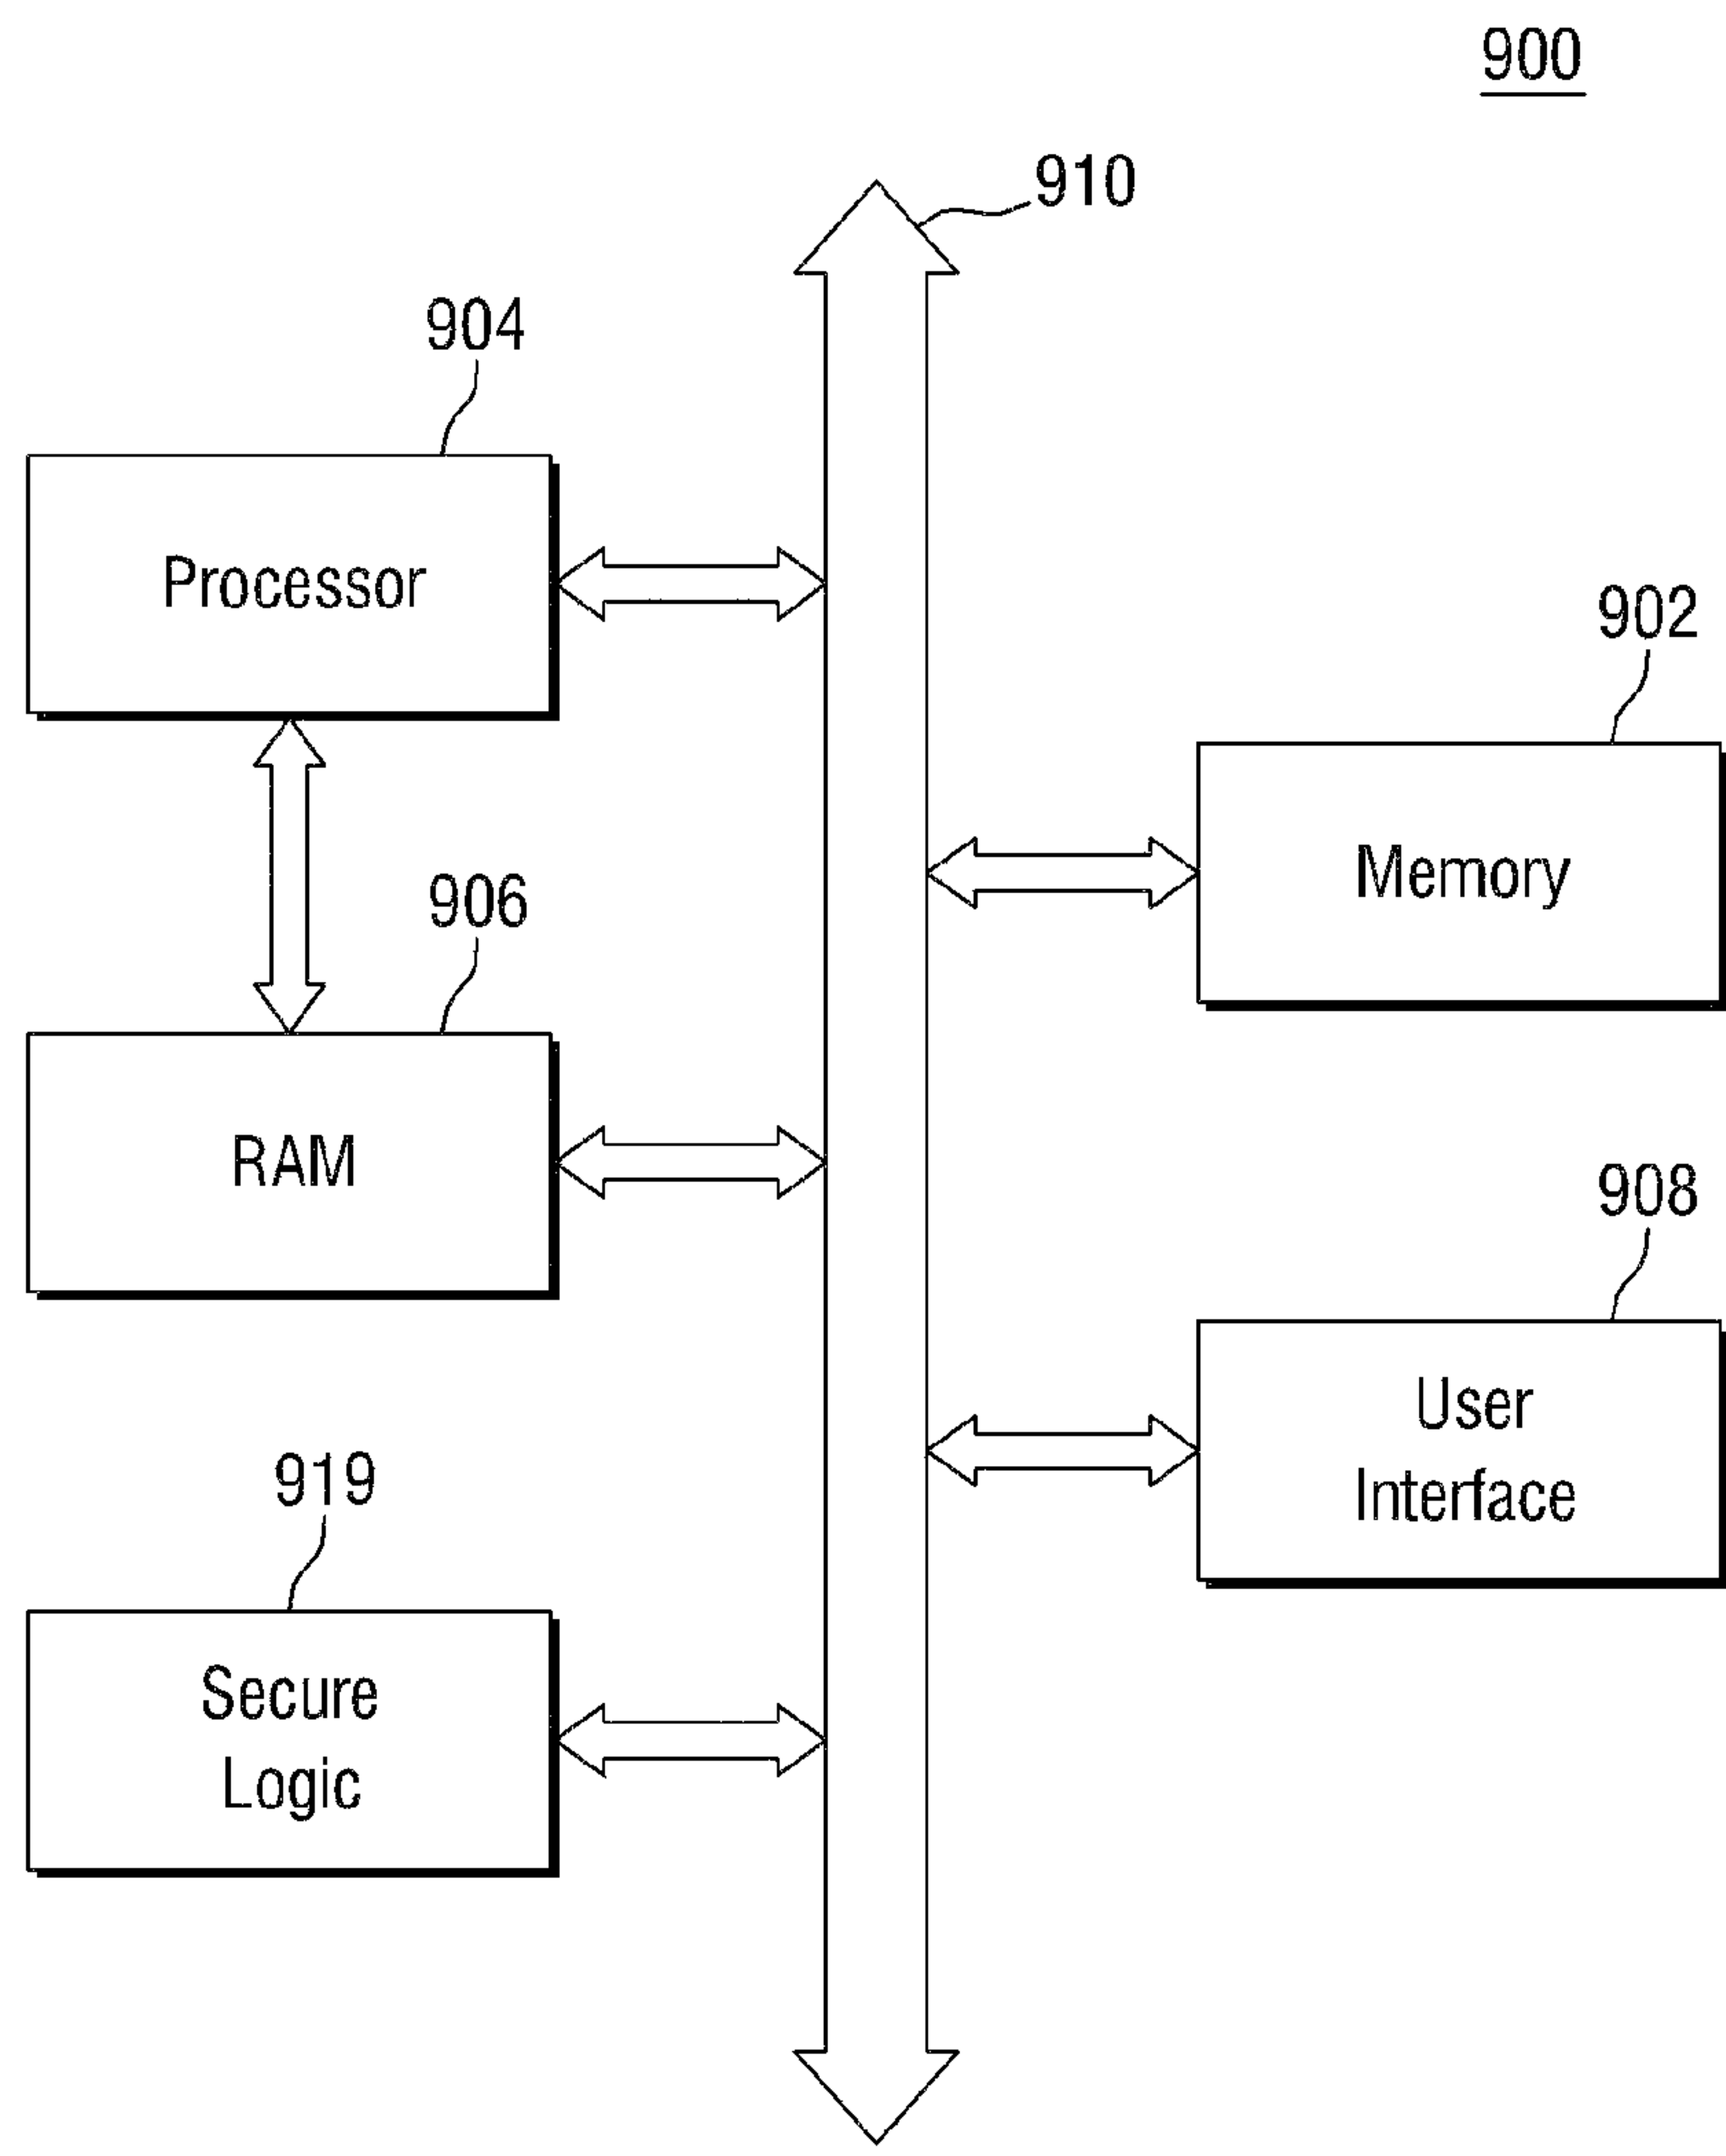 900
910
904
Processor
902
Memory
906
RAM
908
User
Interface
919
Secure
Logic